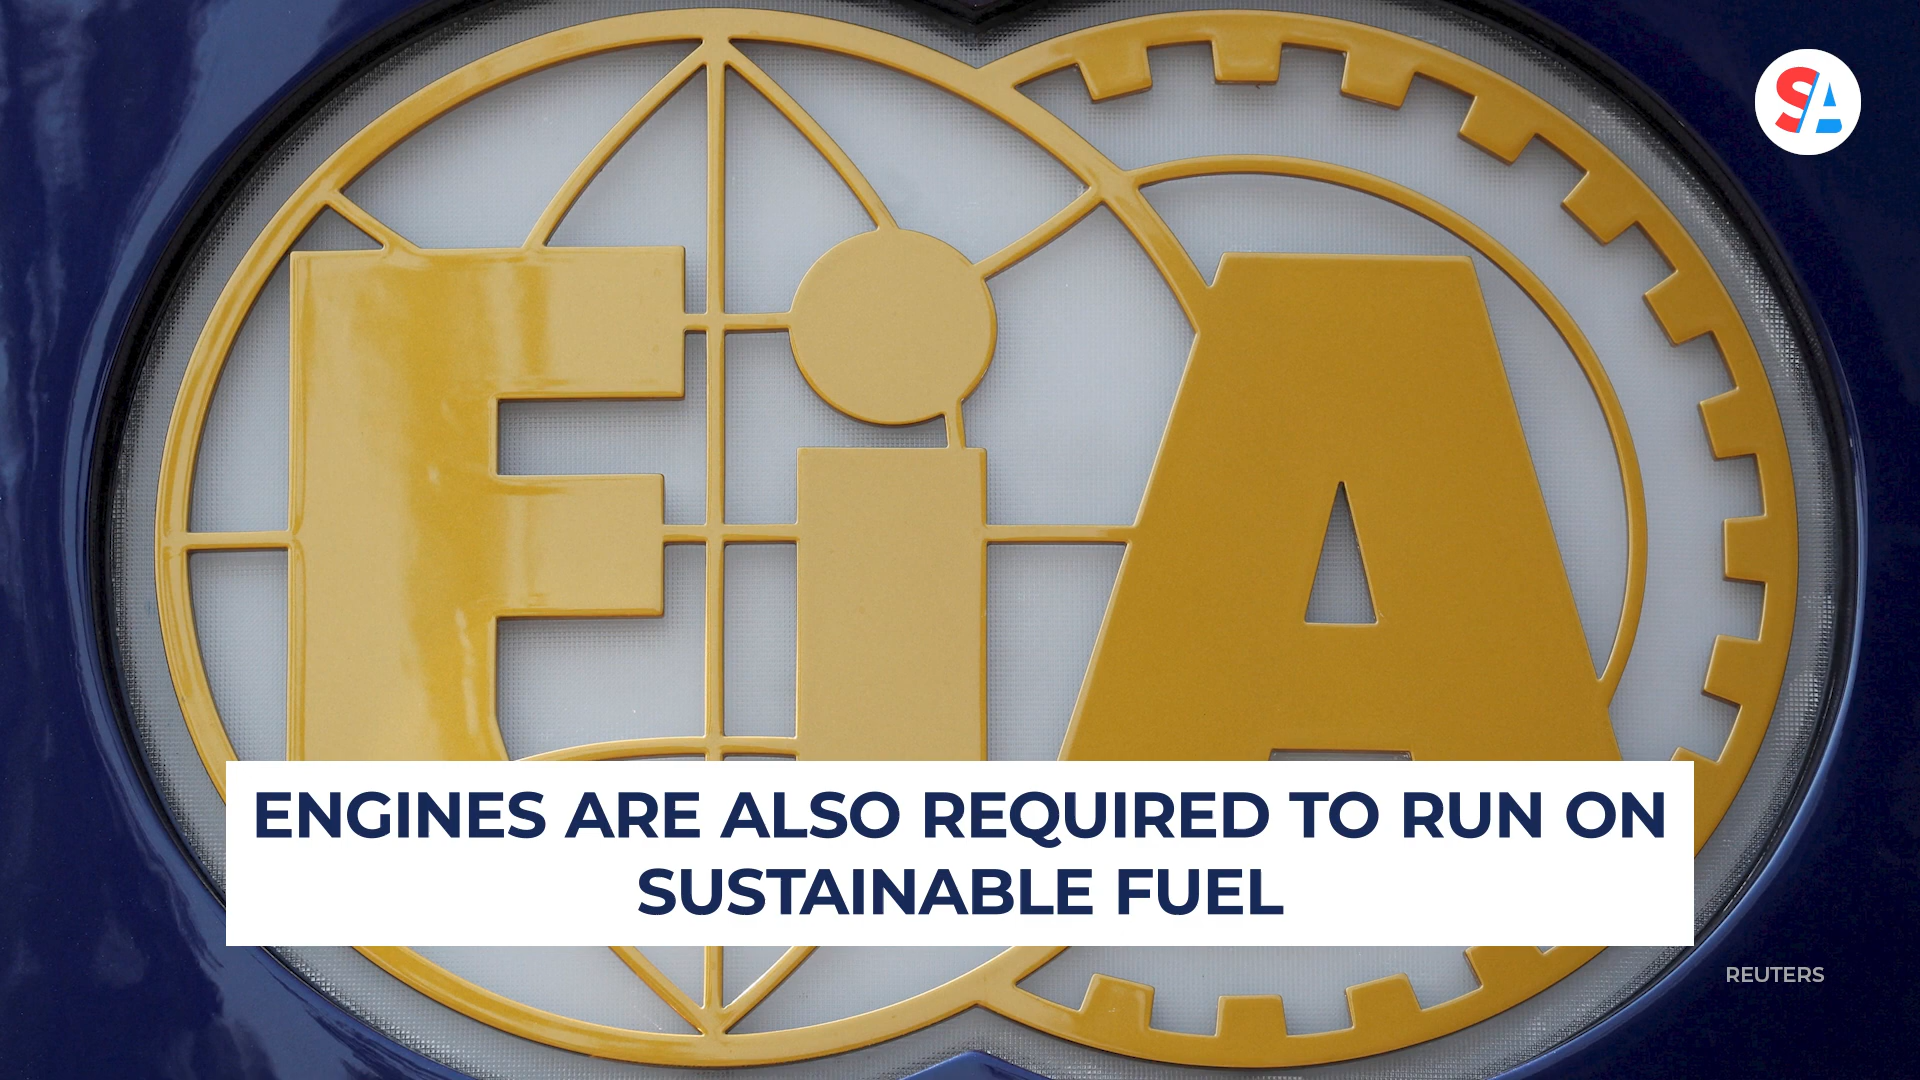 SA
FiA
ENGINES ARE ALSO REQUIRED TO RUN ON
SUSTAINABLE FUEL
REUTERS